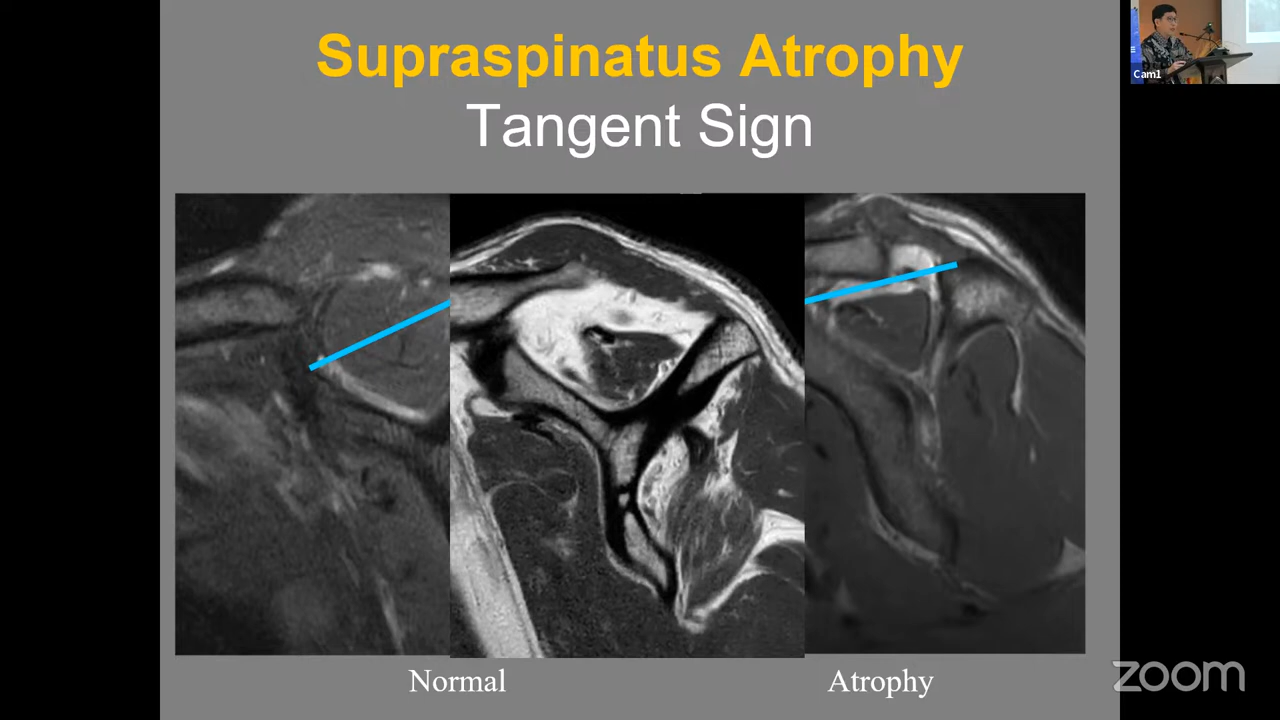 Supraspinatus Atrophy
Tangent Sign
Cam1
Normal
Atrophy
zoom